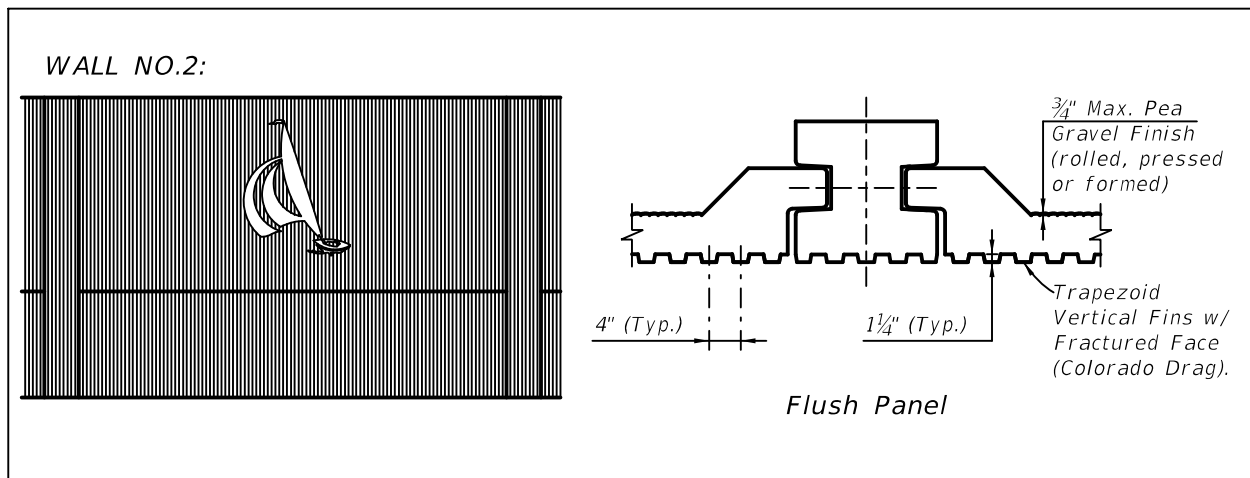 WALL NO.2:
¾" Max. Pea
Gravel Finish
(rolled, pressed
or formed)
4" (Typ.)
1¼" (Typ.)
Trapezoid
Vertical Fins w/
Fractured Face
(Colorado Drag).
Flush Panel